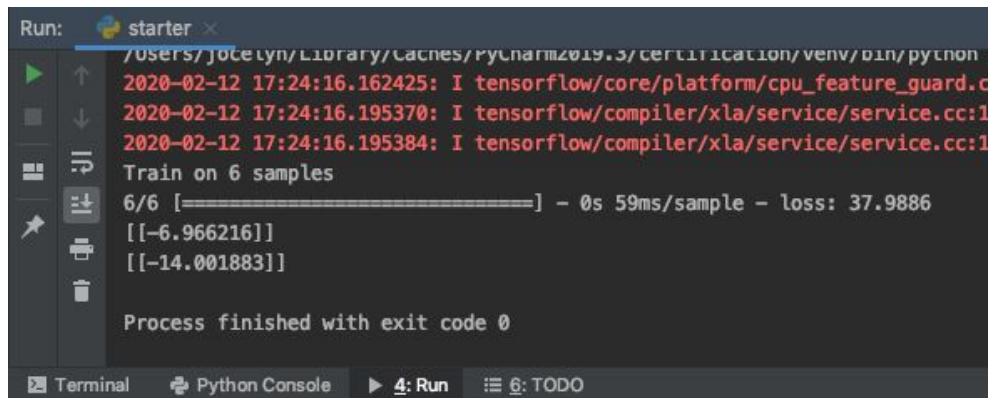 Run: starter ×
/Users/jocelyn/Library/Caches/PyCharm2019.3/certification/venv/bin/python
2020-02-12 17:24:16.162425: I tensorflow/core/platform/cpu_feature_guard.c
2020-02-12 17:24:16.195370: I tensorflow/compiler/xla/service/service.cc:1
2020-02-12 17:24:16.195384: I tensorflow/compiler/xla/service/service.cc:1
Train on 6 samples
6/6 [==============================] - 0s 59ms/sample - loss: 37.9886
[[-6.966216]]
[[-14.001883]]
Process finished with exit code 0
Terminal Python Console 4: Run 6: TODO